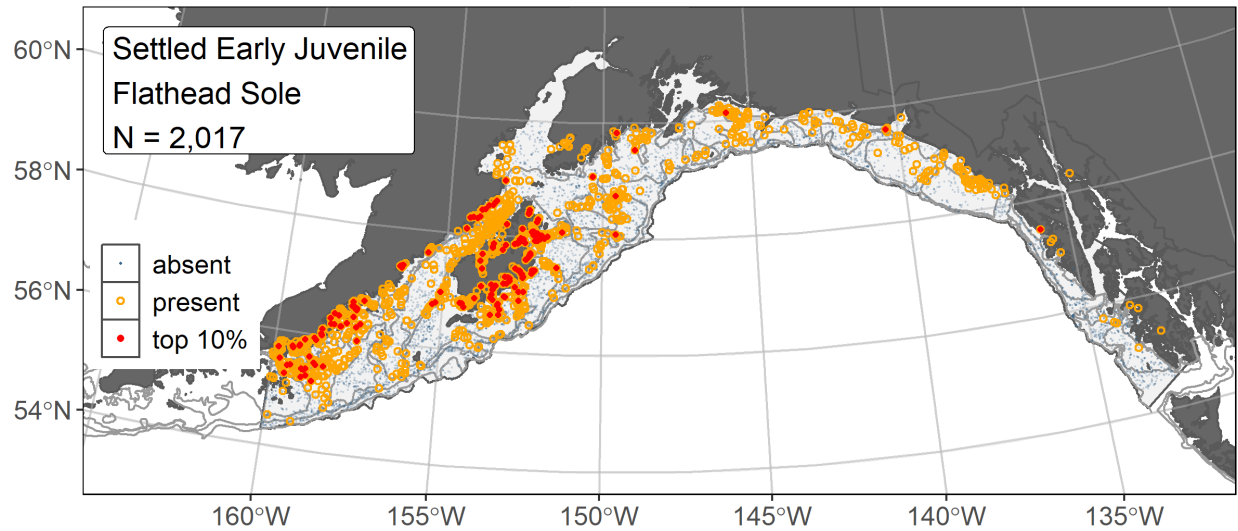 Settled Early Juvenile
Flathead Sole
N = 2,017
60°N
58°N
56°N
54°N
absent
present
top 10%
160°W
155°W
150°W
145°W
140°W
135°W